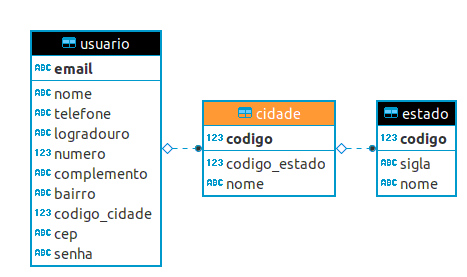 usuario
ABC email
ABC nome
ABC telefone
ABC logradouro
123 numero
ABC complemento
ABC bairro
123 codigo_cidade
ABC cep
ABC senha
cidade
123 codigo
123 codigo_estado
ABC nome
estado
123 codigo
ABC sigla
ABC nome